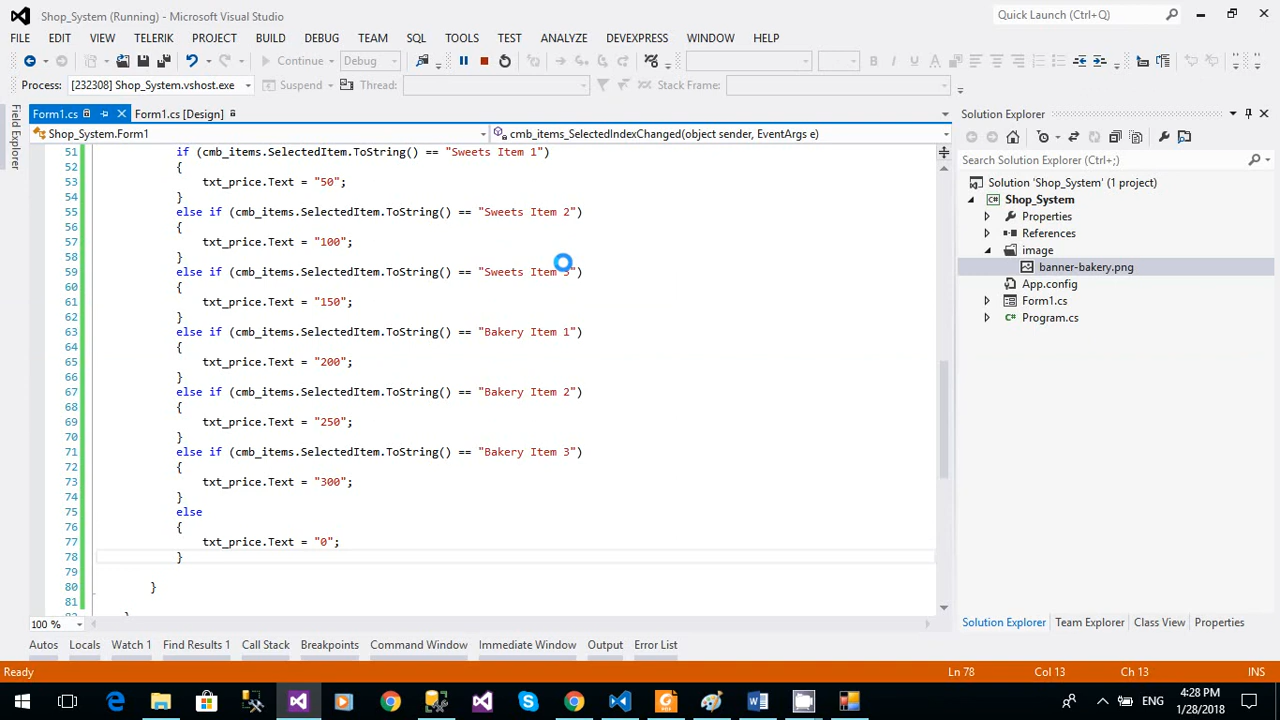 Shop_System (Running) - Microsoft Visual Studio
Quick Launch (Ctrl+Q)
FILE EDIT VIEW TELERIK PROJECT BUILD DEBUG TEAM SQL TOOLS TEST ANALYZE DEVEXPRESS WINDOW HELP
Continue Debug
Process: [232308] Shop_System.vshost.exe Suspend Thread: Stack Frame:
Field Explorer
Form1.cs Form1.cs [Design]
Shop_System.Form1 cmb_items_SelectedIndexChanged(object sender, EventArgs e)
51 if (cmb_items.SelectedItem.ToString() == "Sweets Item 1")
52 {
53 txt_price.Text = "50";
54 }
55 else if (cmb_items.SelectedItem.ToString() == "Sweets Item 2")
56 {
57 txt_price.Text = "100";
58 }
59 else if (cmb_items.SelectedItem.ToString() == "Sweets Item 3")
60 {
61 txt_price.Text = "150";
62 }
63 else if (cmb_items.SelectedItem.ToString() == "Bakery Item 1")
64 {
65 txt_price.Text = "200";
66 }
67 else if (cmb_items.SelectedItem.ToString() == "Bakery Item 2")
68 {
69 txt_price.Text = "250";
70 }
71 else if (cmb_items.SelectedItem.ToString() == "Bakery Item 3")
72 {
73 txt_price.Text = "300";
74 }
75 else
76 {
77 txt_price.Text = "0";
78 }
79
80 }
81
100 %
Solution Explorer
Search Solution Explorer (Ctrl+;)
Solution 'Shop_System' (1 project)
Shop_System
Properties
References
image
banner-bakery.png
App.config
Form1.cs
Program.cs
Solution Explorer Team Explorer Class View Properties
Autos Locals Watch 1 Find Results 1 Call Stack Breakpoints Command Window Immediate Window Output Error List
Ready Ln 78 Col 13 Ch 13 INS
ENG
4:28 PM
1/28/2018